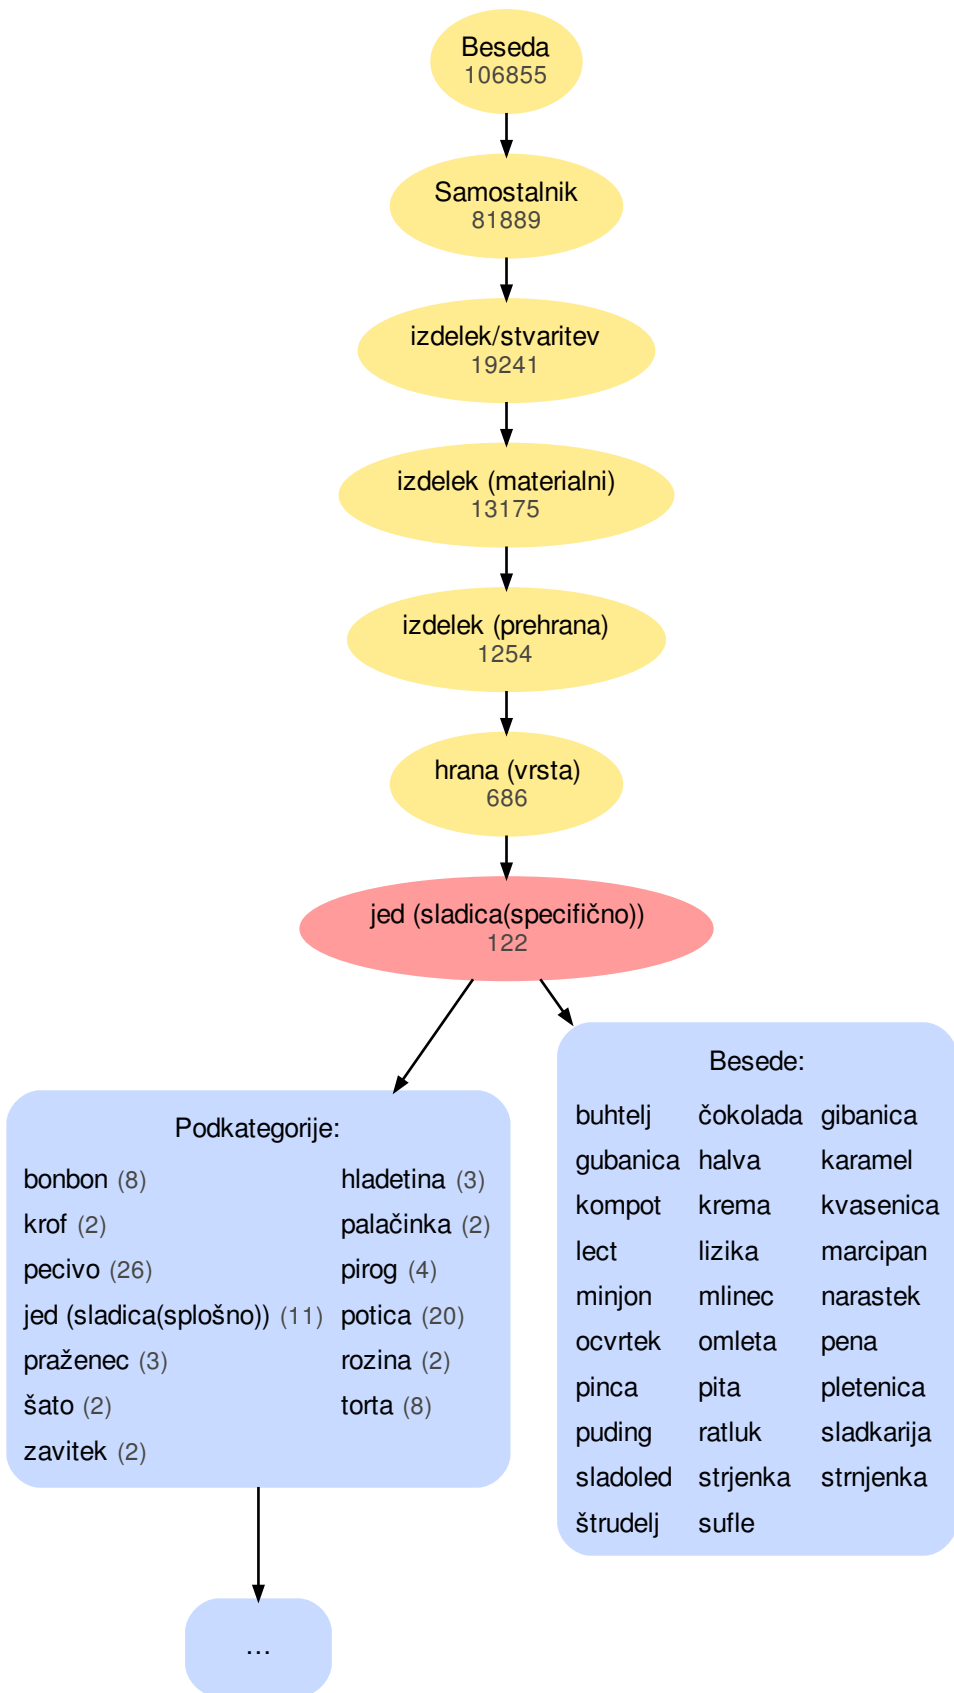 Beseda
106855
Samostalnik
81889
izdelek/stvaritev
19241
izdelek (materialni)
13175
izdelek (prehrana)
1254
hrana (vrsta)
686
jed (sladica(specifično))
122
Podkategorije:
bonbon (8) hladetina (3)
krof (2) palačinka (2)
pecivo (26) pirog (4)
jed (sladica(splošno)) (11) potica (20)
praženec (3) rozina (2)
šato (2) torta (8)
zavitek (2)
...
Besede:
buhtelj čokolada gibanica
gubanica halva karamel
kompot krema kvasenica
lect lizika marcipan
minjon mlinec narastek
ocvrtek omleta pena
pinca pita pletenica
puding ratluk sladkarija
sladoled strjenka strnjenka
štrudelj sufle